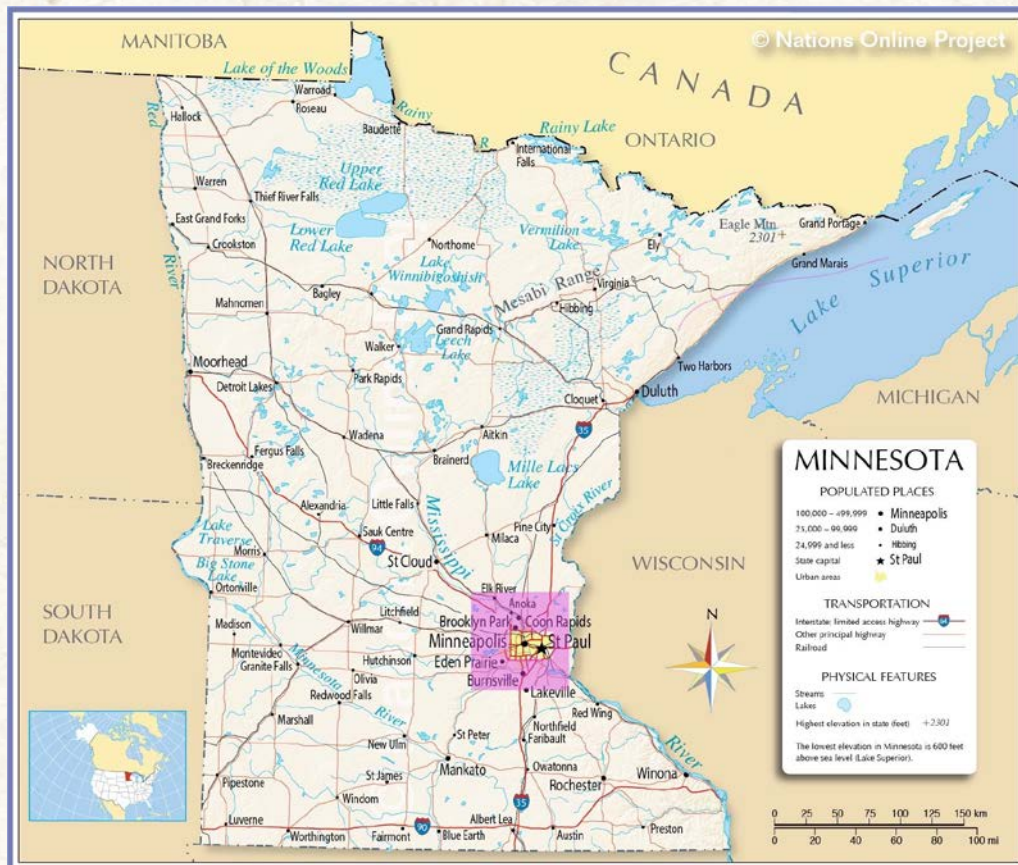 © Nations Online Project
MANITOBA
CANADA
ONTARIO
Lake of the Woods
Warroad
Roseau
Hallock
Red
Rainy
R
Rainy Lake
Baudette
International
Falls
Upper
Red Lake
Warren
Thief River Falls
East Grand Forks
Lower
Red Lake
Crookston
River
Northome
Vermilion
Lake
Ely
Eagle Mtn
2301 +
Grand Portage
Grand Marais
Lake Superior
NORTH
DAKOTA
Lake
Winnibigoshish
Mesabi Range
Virginia
Hibbing
Bagley
Mahnomen
Grand Rapids
Leech
Lake
Walker
Two Harbors
Moorhead
Detroit Lakes
Park Rapids
Cloquet
Duluth
MICHIGAN
35
Wadena
Aitkin
Brainerd
Fergus Falls
Breckenridge
Mille Lacs
Lake
Alexandria
Little Falls
Mississippi
Pine City
St Croix River
Lake
Traverse
Sauk Centre
Milaca
94
Morris
Big Stone
Lake
St Cloud
WISCONSIN
Ortonville
Elk River
Anoka
SOUTH
DAKOTA
Madison
Litchfield
Willmar
Brooklyn Park
Coon Rapids
Minneapolis
St Paul
Montevideo
Granite Falls
Minnesota
River
Hutchinson
Eden Prairie
Olivia
Burnsville
Redwood Falls
Lakeville
Red Wing
River
Marshall
Northfield
Faribault
St Peter
New Ulm
Mankato
Owatonna
Pipestone
St James
Rochester
Winona
Windom
35
Luverne
Worthington
Fairmont
90
Blue Earth
Albert Lea
Austin
Preston
N
MINNESOTA
POPULATED PLACES
100,000 – 499,999 • Minneapolis
25,000 – 99,999 • Duluth
24,999 and less • Hibbing
State capital ★ St Paul
Urban areas
TRANSPORTATION
Interstate; limited access highway 94
Other principal highway
Railroad
PHYSICAL FEATURES
Streams
Lakes
Highest elevation in state (feet) +2301
The lowest elevation in Minnesota is 600 feet
above sea level (Lake Superior).
0 25 50 75 100 125 150 km
0 20 40 60 80 100 mi